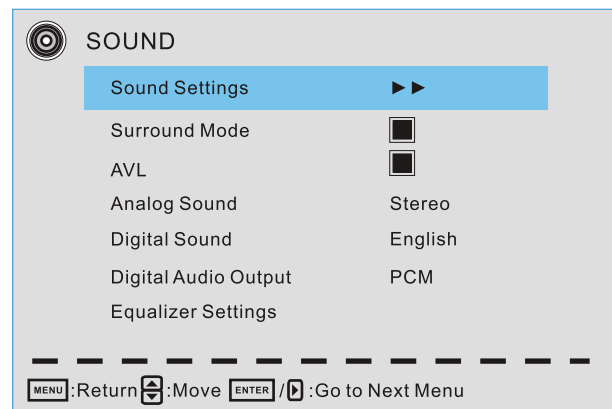 SOUND
Sound Settings ►►
Surround Mode
AVL
Analog Sound Stereo
Digital Sound English
Digital Audio Output PCM
Equalizer Settings
MENU :Return :Move ENTER / :Go to Next Menu